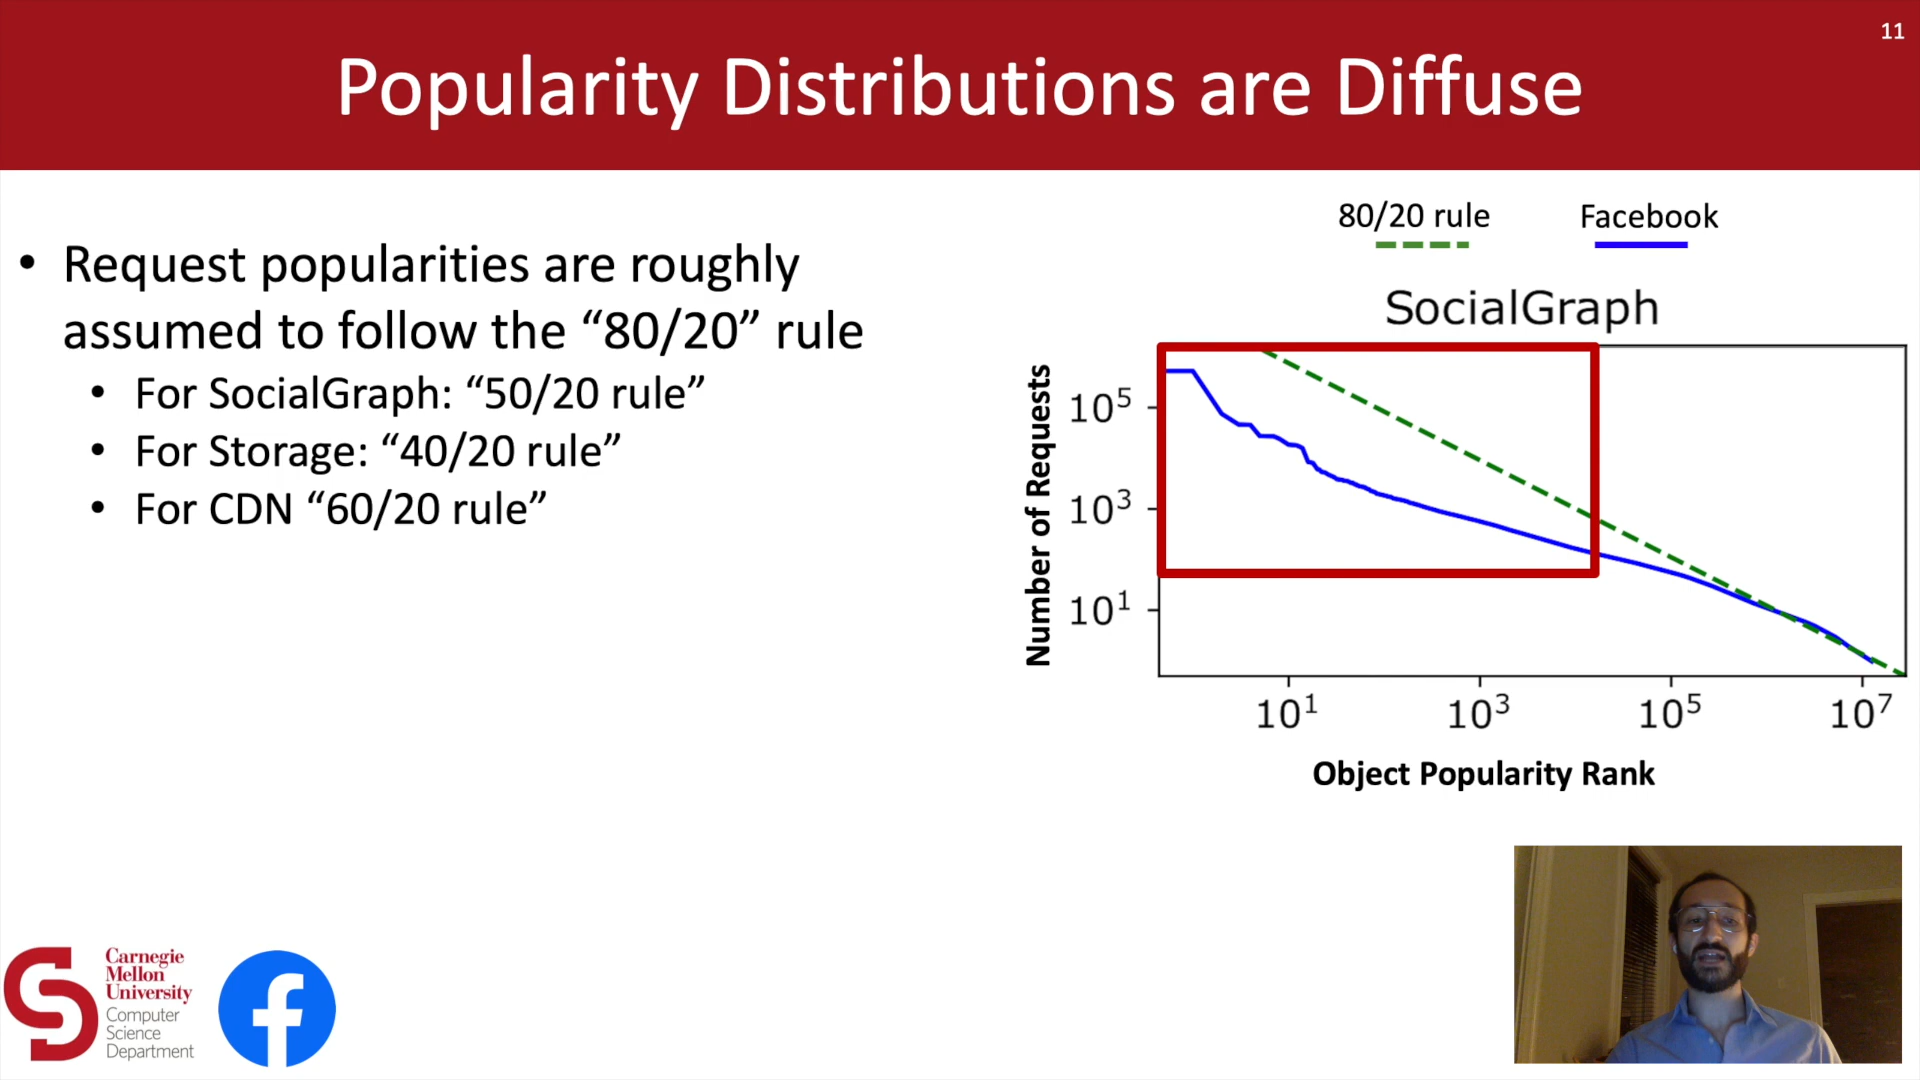 11
Popularity Distributions are Diffuse
• Request popularities are roughly
assumed to follow the “80/20” rule
• For SocialGraph: “50/20 rule”
• For Storage: “40/20 rule”
• For CDN “60/20 rule”
80/20 rule
Facebook
SocialGraph
Number of Requests
10⁵
10³
10¹
10¹
10³
10⁵
10⁷
Object Popularity Rank
Carnegie
Mellon
University
Computer
Science
Department